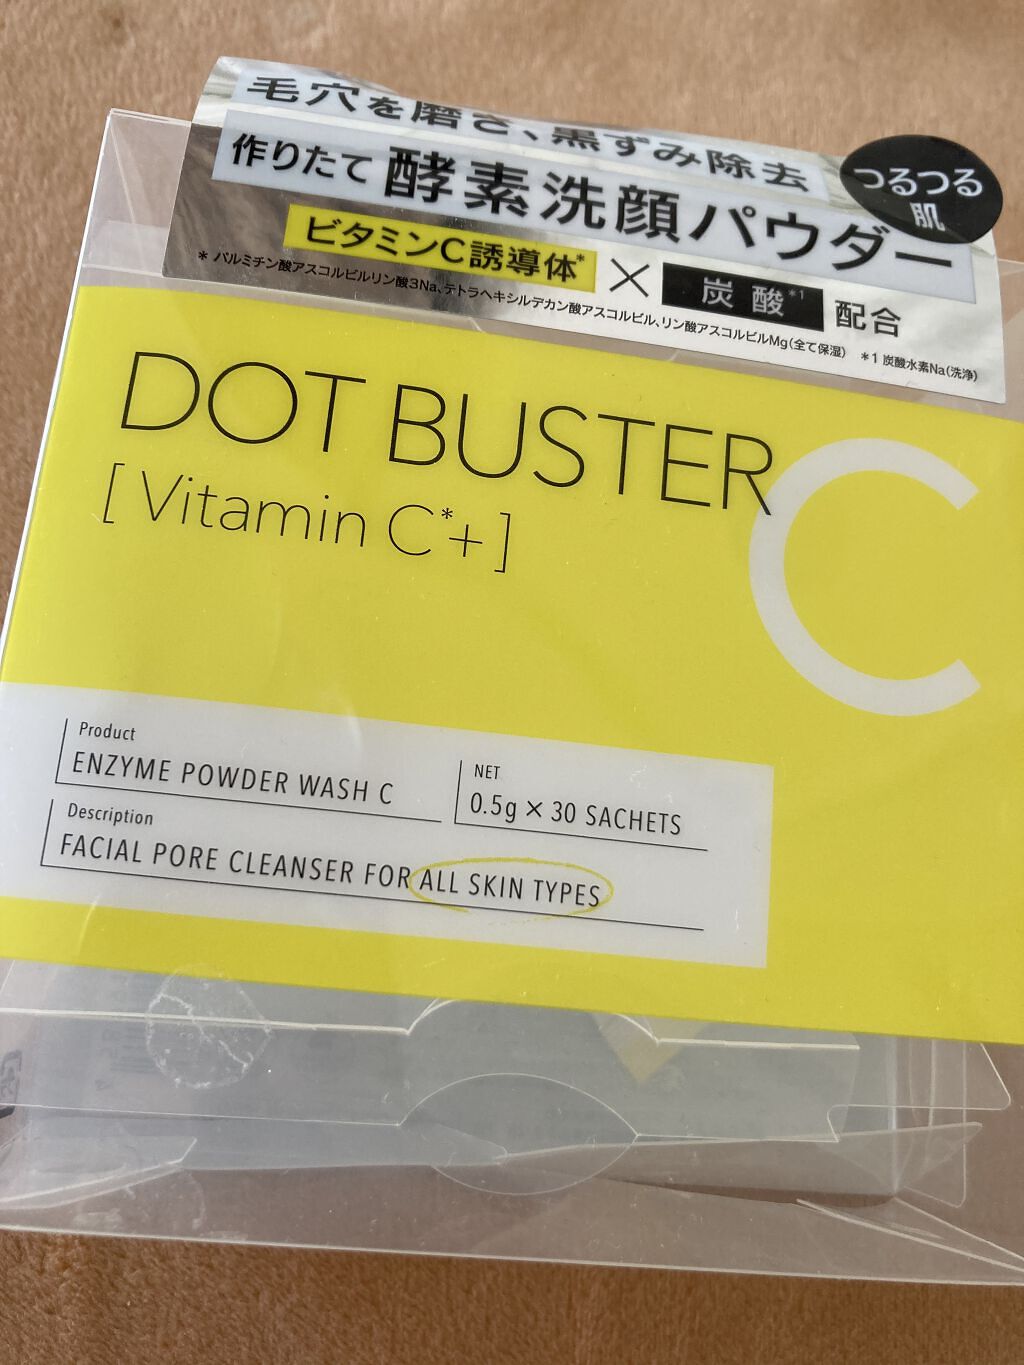 毛穴を磨き、黒ずみ除去
つるつる
肌
作りたて 酵素洗顔パウダー
ビタミンC誘導体* × 炭酸*1 配合
* パルミチン酸アスコルビルリン酸3Na、テトラヘキシルデカン酸アスコルビル、リン酸アスコルビルMg(全て保湿) *1 炭酸水素Na(洗浄)
DOT BUSTER C
[ Vitamin C*+ ]
Product
ENZYME POWDER WASH C
NET
0.5g × 30 SACHETS
Description
FACIAL PORE CLEANSER FOR ALL SKIN TYPES